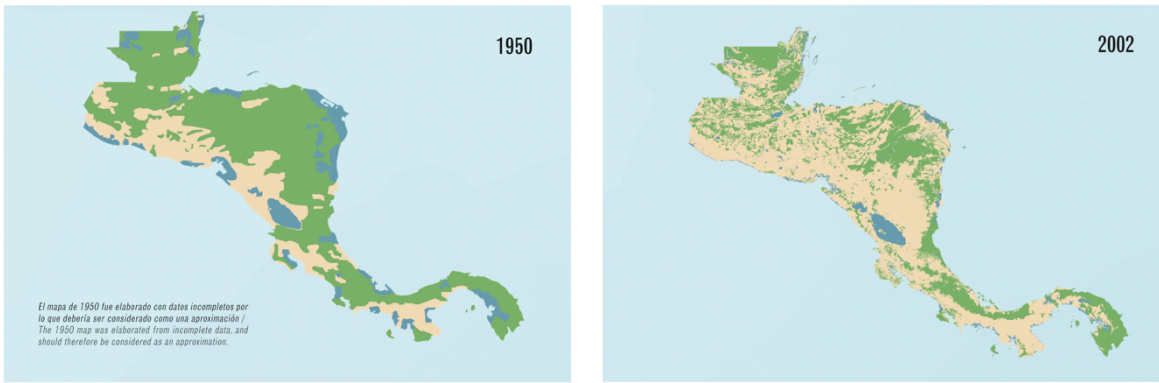 1950
El mapa de 1950 fue elaborado con datos incompletos por
lo que debería ser considerado como una aproximación /
The 1950 map was elaborated from incomplete data, and
should therefore be considered as an approximation.
2002